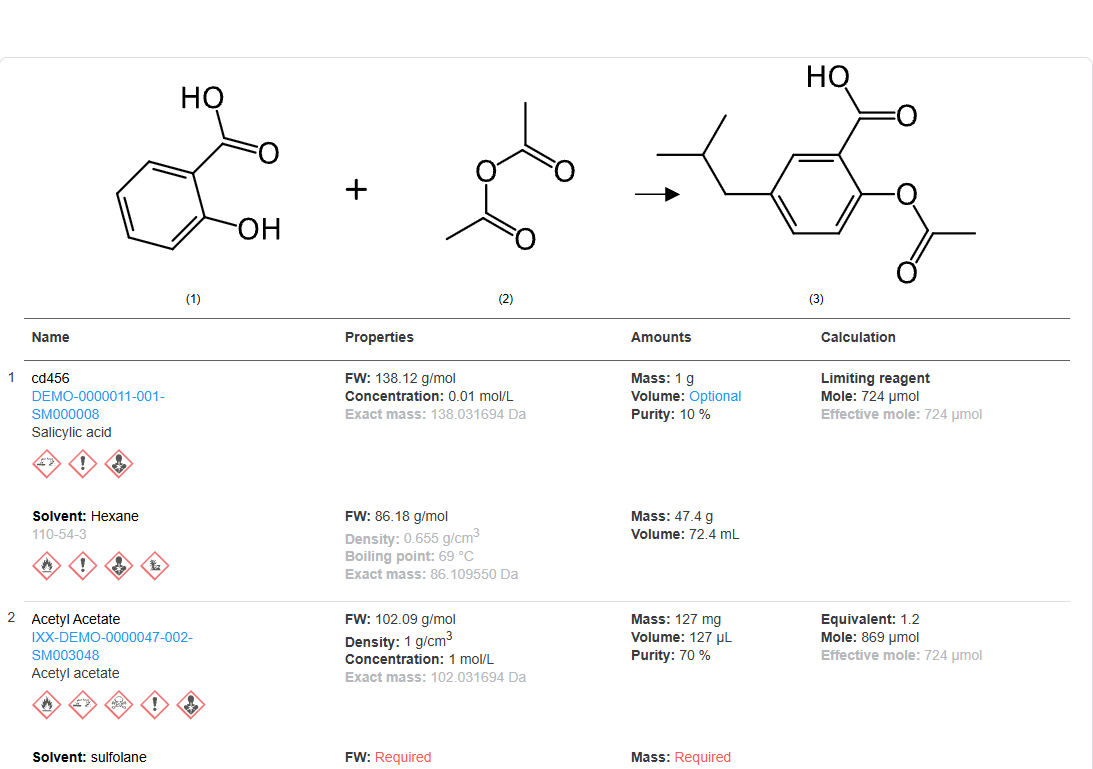 HO
O
OH
+
O
O
O
HO
O
O
O
(1)
(2)
(3)
Name Properties Amounts Calculation
1 cd456 FW: 138.12 g/mol Mass: 1 g Limiting reagent
DEMO-0000011-001- Concentration: 0.01 mol/L Volume: Optional Mole: 724 μmol
SM000008 Exact mass: 138.031694 Da Purity: 10 % Effective mole: 724 μmol
Salicylic acid
Solvent: Hexane FW: 86.18 g/mol Mass: 47.4 g
110-54-3 Density: 0.655 g/cm³ Volume: 72.4 mL
Boiling point: 69 °C
Exact mass: 86.109550 Da
2 Acetyl Acetate FW: 102.09 g/mol Mass: 127 mg Equivalent: 1.2
IXX-DEMO-0000047-002- Density: 1 g/cm³ Volume: 127 μL Mole: 869 μmol
SM003048 Concentration: 1 mol/L Purity: 70 % Effective mole: 724 μmol
Acetyl acetate Exact mass: 102.031694 Da
Solvent: sulfolane FW: Required Mass: Required